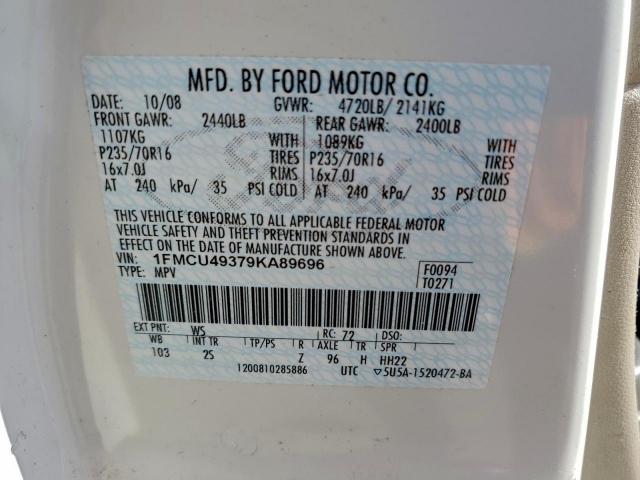 MFD. BY FORD MOTOR CO.
DATE: 10/08 GVWR: 4720LB/ 2141KG
FRONT GAWR: 2440LB REAR GAWR: 2400LB
1107KG 1089KG
P235/70R16 TIRES P235/70R16 TIRES
16x7.0J RIMS 16x7.0J RIMS
AT 240 kPa/ 35 PSI COLD AT 240 kPa/ 35 PSI COLD
THIS VEHICLE CONFORMS TO ALL APPLICABLE FEDERAL MOTOR
VEHICLE SAFETY AND THEFT PREVENTION STANDARDS IN
EFFECT ON THE DATE OF MANUFACTURE SHOWN ABOVE.
VIN: 1FMCU49379KA89696
TYPE: MPV
F0094
T0271
EXT PNT: WS RC: 72 DSO:
WB INT TR TP/PS R AXLE TR SPR
103 2S Z 96 H HH22
1200810285886 UTC ▽5U5A-1520472-BA